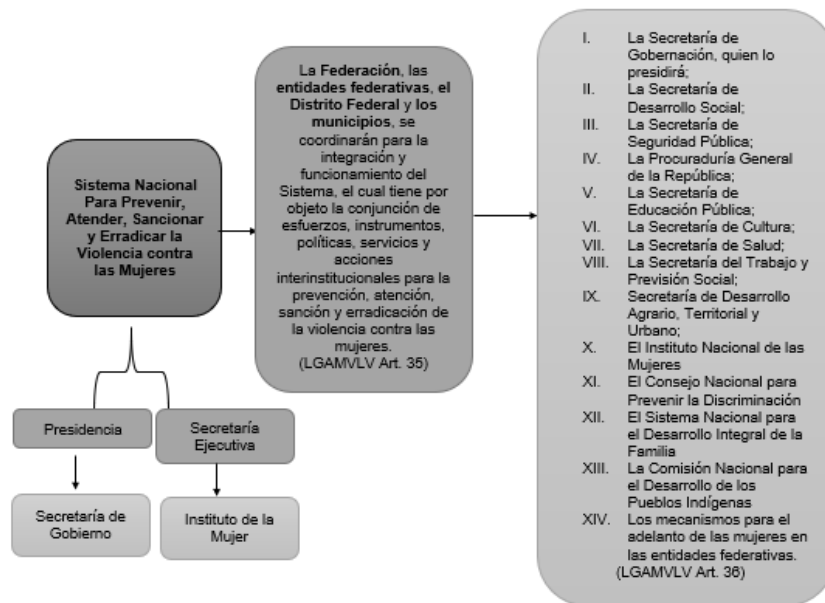 Sistema Nacional
Para Prevenir,
Atender, Sancionar
y Erradicar la
Violencia contra
las Mujeres
Presidencia
Secretaría
Ejecutiva
Secretaría de
Gobierno
Instituto de la
Mujer
La Federación, las
entidades federativas, el
Distrito Federal y los
municipios, se
coordinarán para la
integración y
funcionamiento del
Sistema, el cual tiene por
objeto la conjunción de
esfuerzos, instrumentos,
políticas, servicios y
acciones
interinstitucionales para la
prevención, atención,
sanción y erradicación de
la violencia contra las
mujeres.
(LGAMVLV Art. 35)
I. La Secretaría de
Gobernación, quien lo
presidirá;
II. La Secretaría de
Desarrollo Social;
III. La Secretaría de
Seguridad Pública;
IV. La Procuraduría General
de la República;
V. La Secretaría de
Educación Pública;
VI. La Secretaría de Cultura;
VII. La Secretaría de Salud;
VIII. La Secretaría del Trabajo y
Previsión Social;
IX. Secretaría de Desarrollo
Agrario, Territorial y
Urbano;
X. El Instituto Nacional de las
Mujeres
XI. El Consejo Nacional para
Prevenir la Discriminación
XII. El Sistema Nacional para
el Desarrollo Integral de la
Familia
XIII. La Comisión Nacional para
el Desarrollo de los
Pueblos Indígenas
XIV. Los mecanismos para el
adelanto de las mujeres en
las entidades federativas.
(LGAMVLV Art. 36)